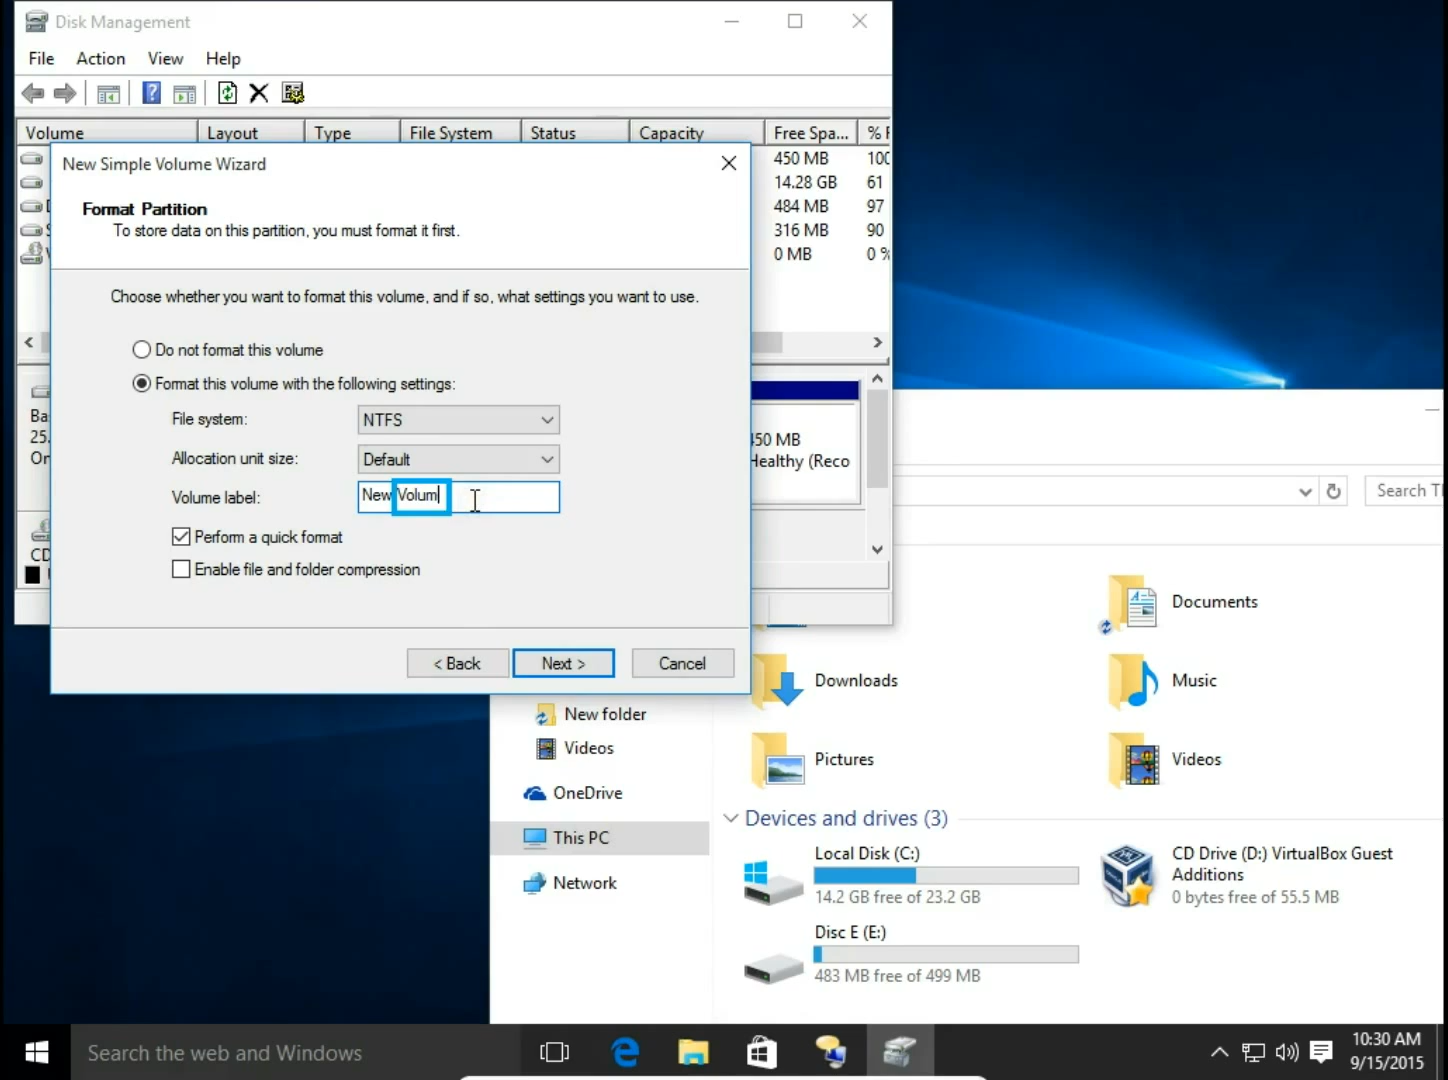 Disk Management
File Action View Help
Volume Layout Type File System Status Capacity Free Spa... %
450 MB 100
14.28 GB 61
484 MB 97
316 MB 90
0 MB 0 %
New Simple Volume Wizard
Format Partition
To store data on this partition, you must format it first.
Choose whether you want to format this volume, and if so, what settings you want to use.
Do not format this volume
Format this volume with the following settings:
File system: NTFS
Allocation unit size: Default
Volume label: New Volum
Perform a quick format
Enable file and folder compression
< Back Next > Cancel
Ba
25.
On
CD
450 MB
Healthy (Reco
Search Th
Documents
Downloads
Music
Pictures
Videos
New folder
Videos
OneDrive
This PC
Network
Devices and drives (3)
Local Disk (C:)
14.2 GB free of 23.2 GB
CD Drive (D:) VirtualBox Guest
Additions
0 bytes free of 55.5 MB
Disc E (E:)
483 MB free of 499 MB
Search the web and Windows
10:30 AM
9/15/2015